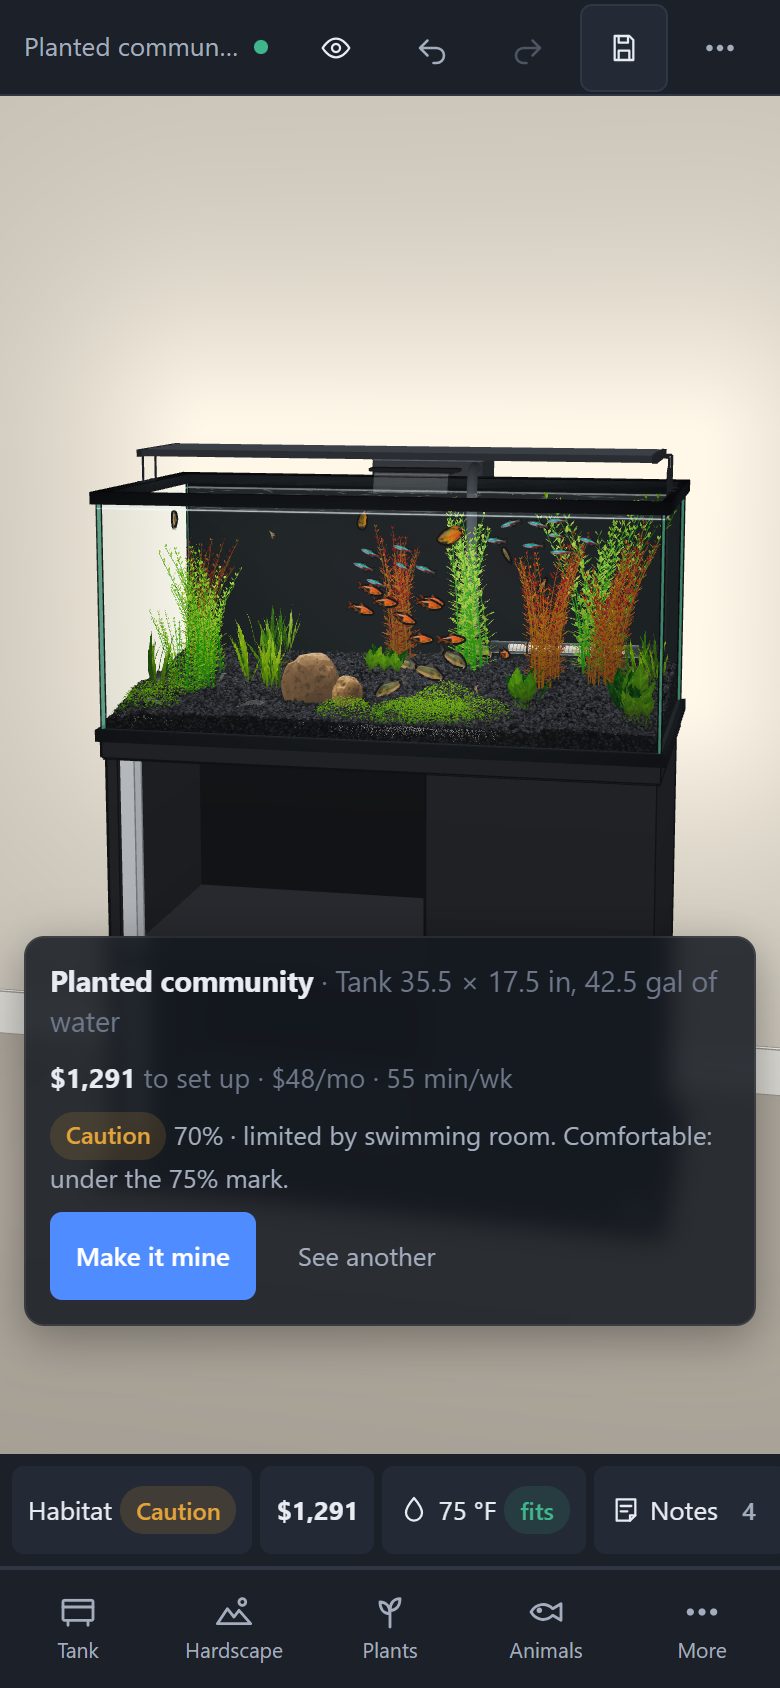 Planted commun...
Planted community · Tank 35.5 × 17.5 in, 42.5 gal of
water
$1,291 to set up · $48/mo · 55 min/wk
Caution 70% · limited by swimming room. Comfortable:
under the 75% mark.
Make it mine See another
Habitat Caution $1,291 75 °F fits Notes 4
Tank Hardscape Plants Animals More